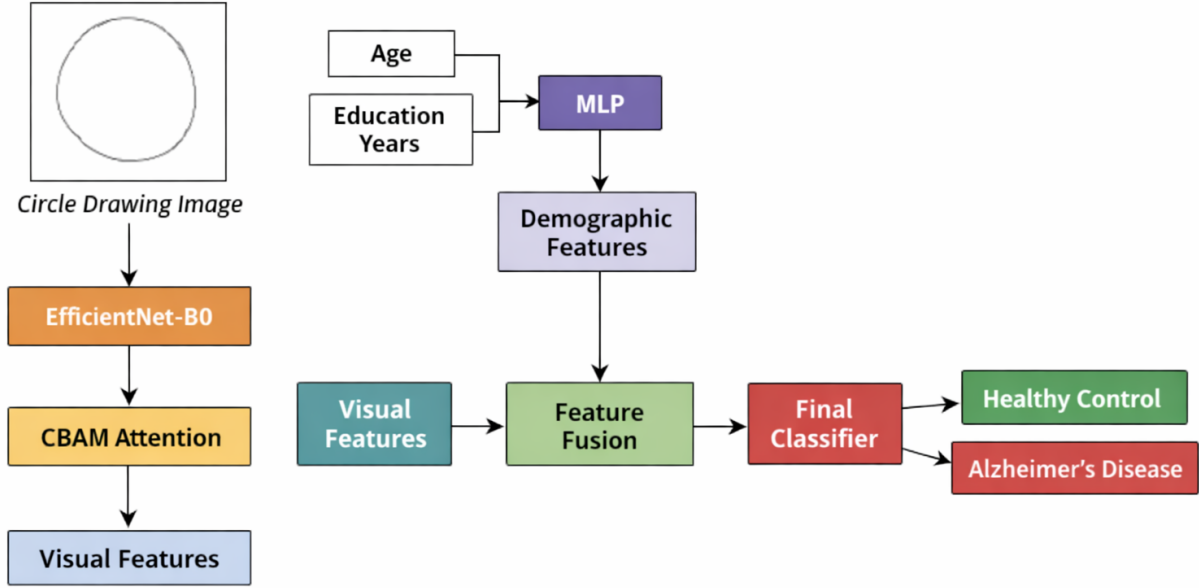 Circle Drawing Image
EfficientNet-B0
CBAM Attention
Visual Features
Age
Education
Years
MLP
Demographic
Features
Visual
Features
Feature
Fusion
Final
Classifier
Healthy Control
Alzheimer's Disease